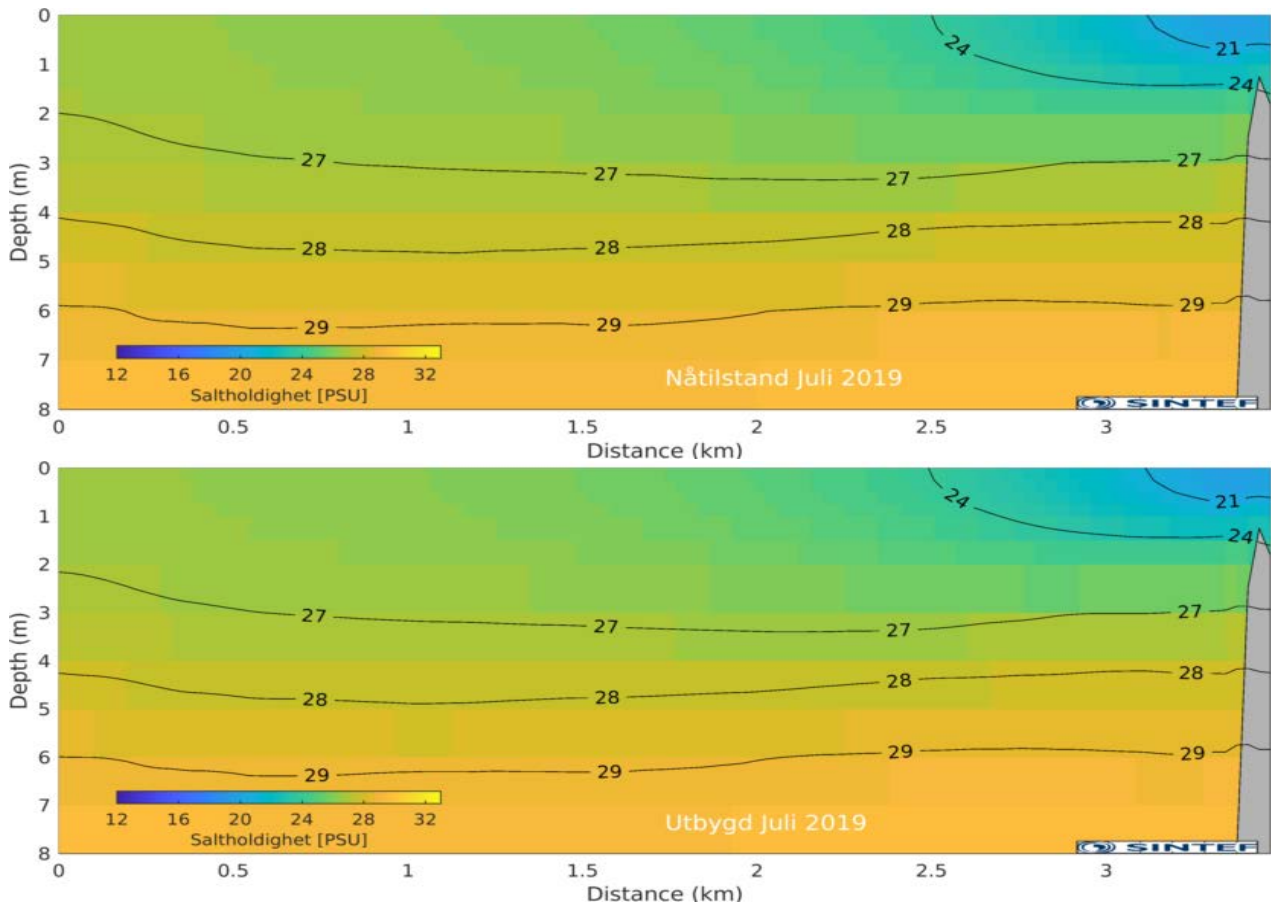 0
1
2
3
4
5
6
7
8
Depth (m)
24
21
24
27 27 27 27
28 28 28 28
29 29 29 29
12 16 20 24 28 32
Saltholdighet [PSU]
Nåtilstand Juli 2019
SINTEF
0 0.5 1 1.5 2 2.5 3
Distance (km)
0
1
2
3
4
5
6
7
8
Depth (m)
24
21
24
27 27 27 27
28 28 28 28
29 29 29 29
12 16 20 24 28 32
Saltholdighet [PSU]
Utbygd Juli 2019
SINTEF
0 0.5 1 1.5 2 2.5 3
Distance (km)